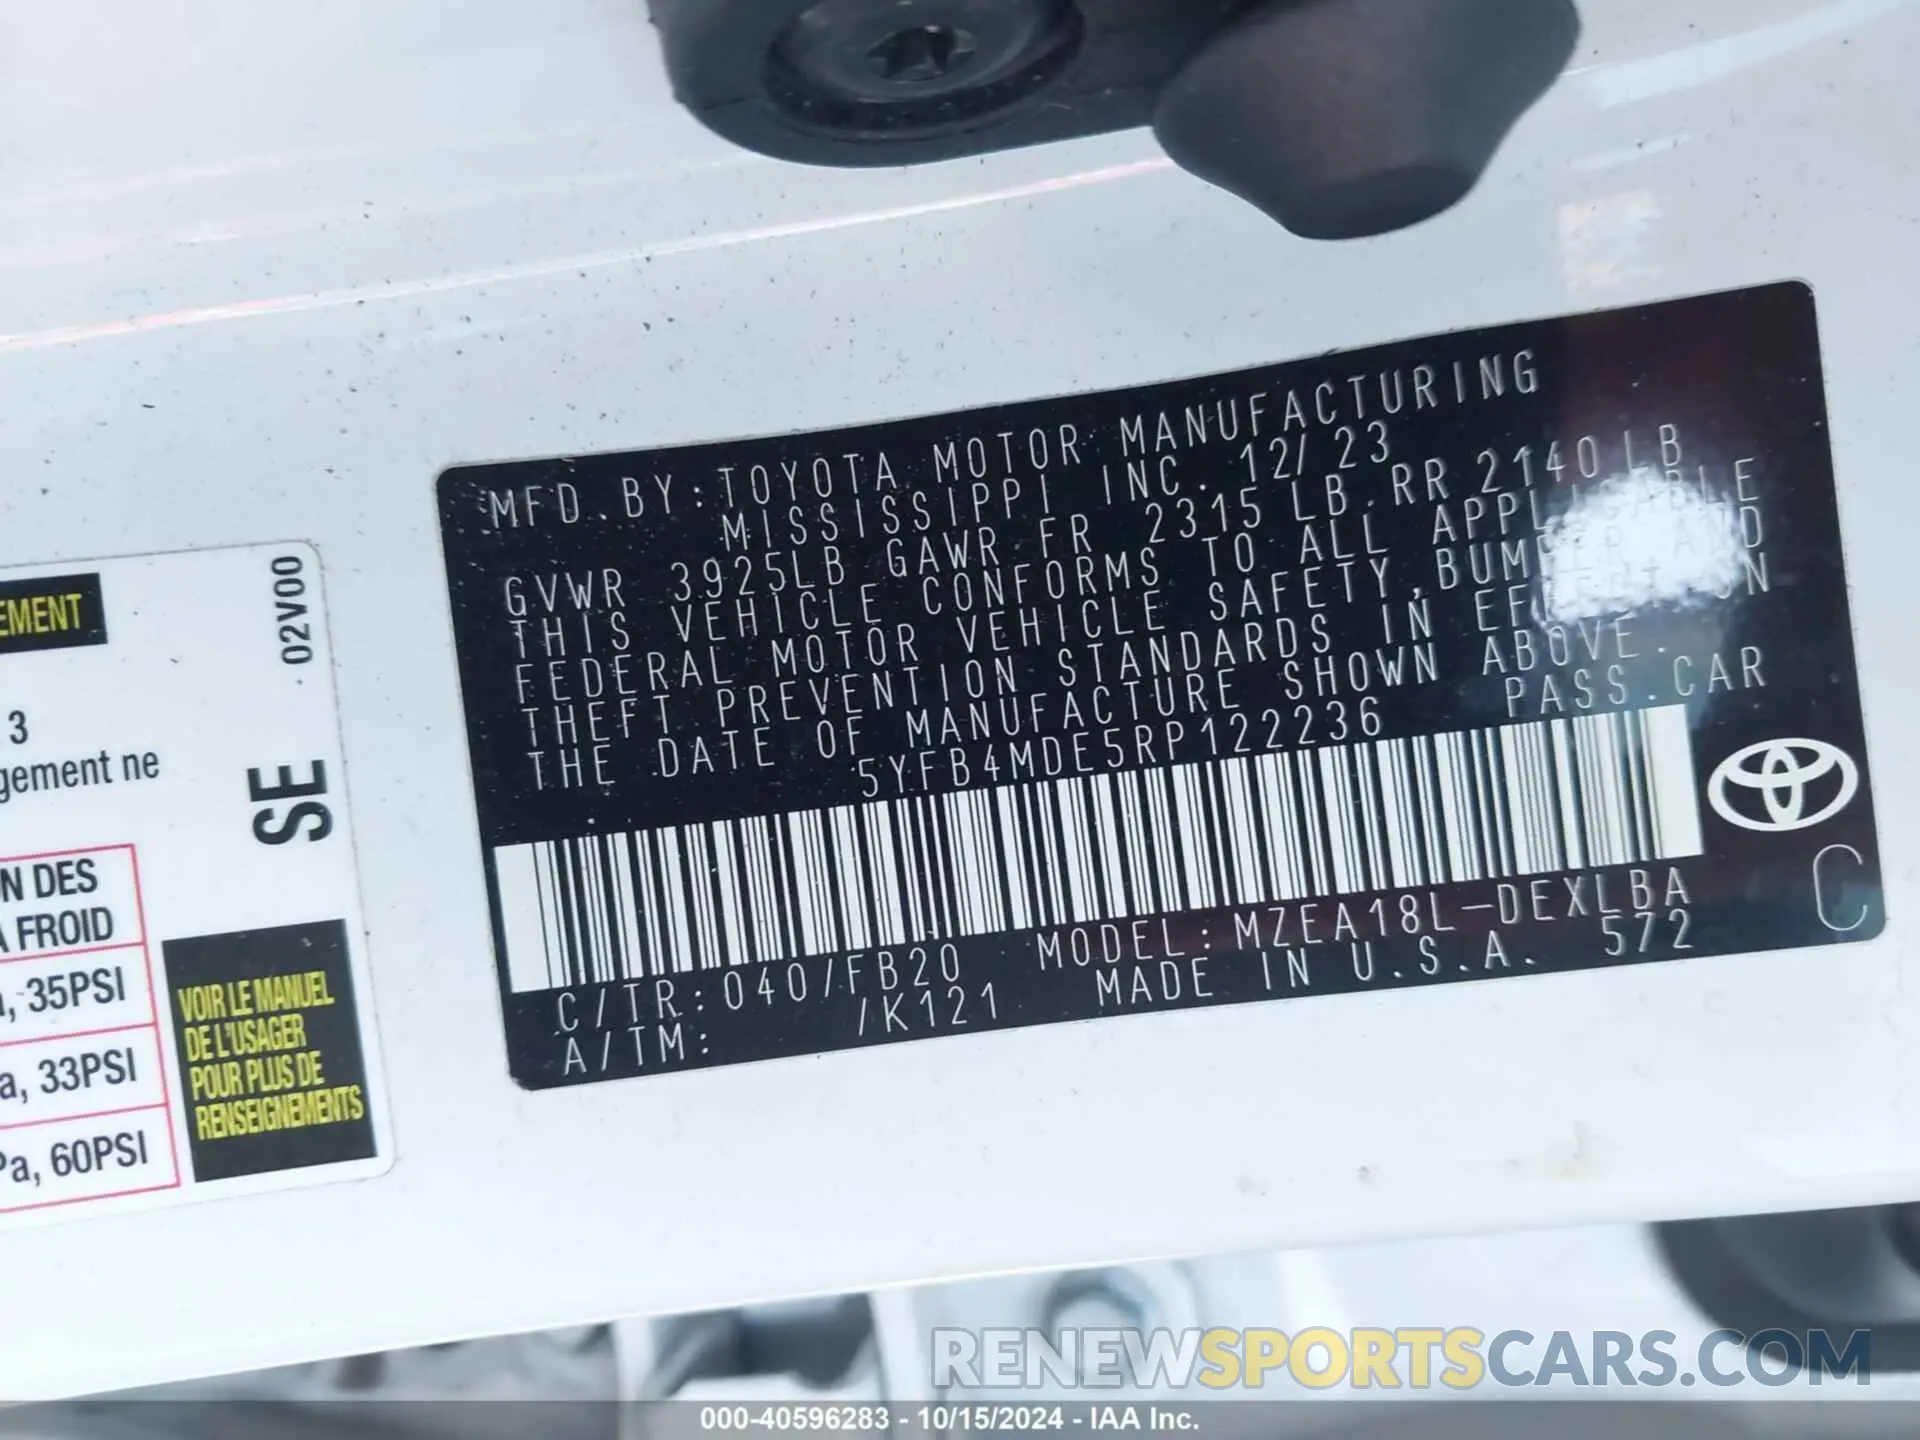 EMENT
02V00
3
gement ne
SE
N DES
A FROID
, 35PSI
a, 33PSI
Pa, 60PSI
VOIR LE MANUEL
DE L'USAGER
POUR PLUS DE
RENSEIGNEMENTS
MFD.BY:TOYOTA MOTOR MANUFACTURING
MISSISSIPPI INC. 12/23
GVWR 3925LB GAWR FR 2315 LB RR 2140 LB
THIS VEHICLE CONFORMS TO ALL APPLICABLE
FEDERAL MOTOR VEHICLE SAFETY,BUMPER AND
THEFT PREVENTION STANDARDS IN EFFECT ON
THE DATE OF MANUFACTURE SHOWN ABOVE.
5YFB4MDE5RP122236 PASS.CAR
C/TR:040/FB20 MODEL:MZEA18L-DEXLBA
A/TM: /K121 MADE IN U.S.A. 572
C
RENEWSPORTSCARS.COM
000-40596283 - 10/15/2024 - IAA Inc.